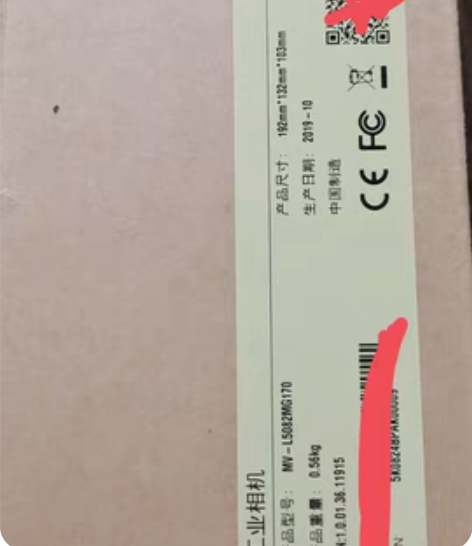 工业相机
品型号： MV-L5082MG170
品重量： 0.56kg
:1.0.01.36.11915
产品尺寸： 192mm*132mm*103mm
生产日期： 2019-10
中国制造
CE FC